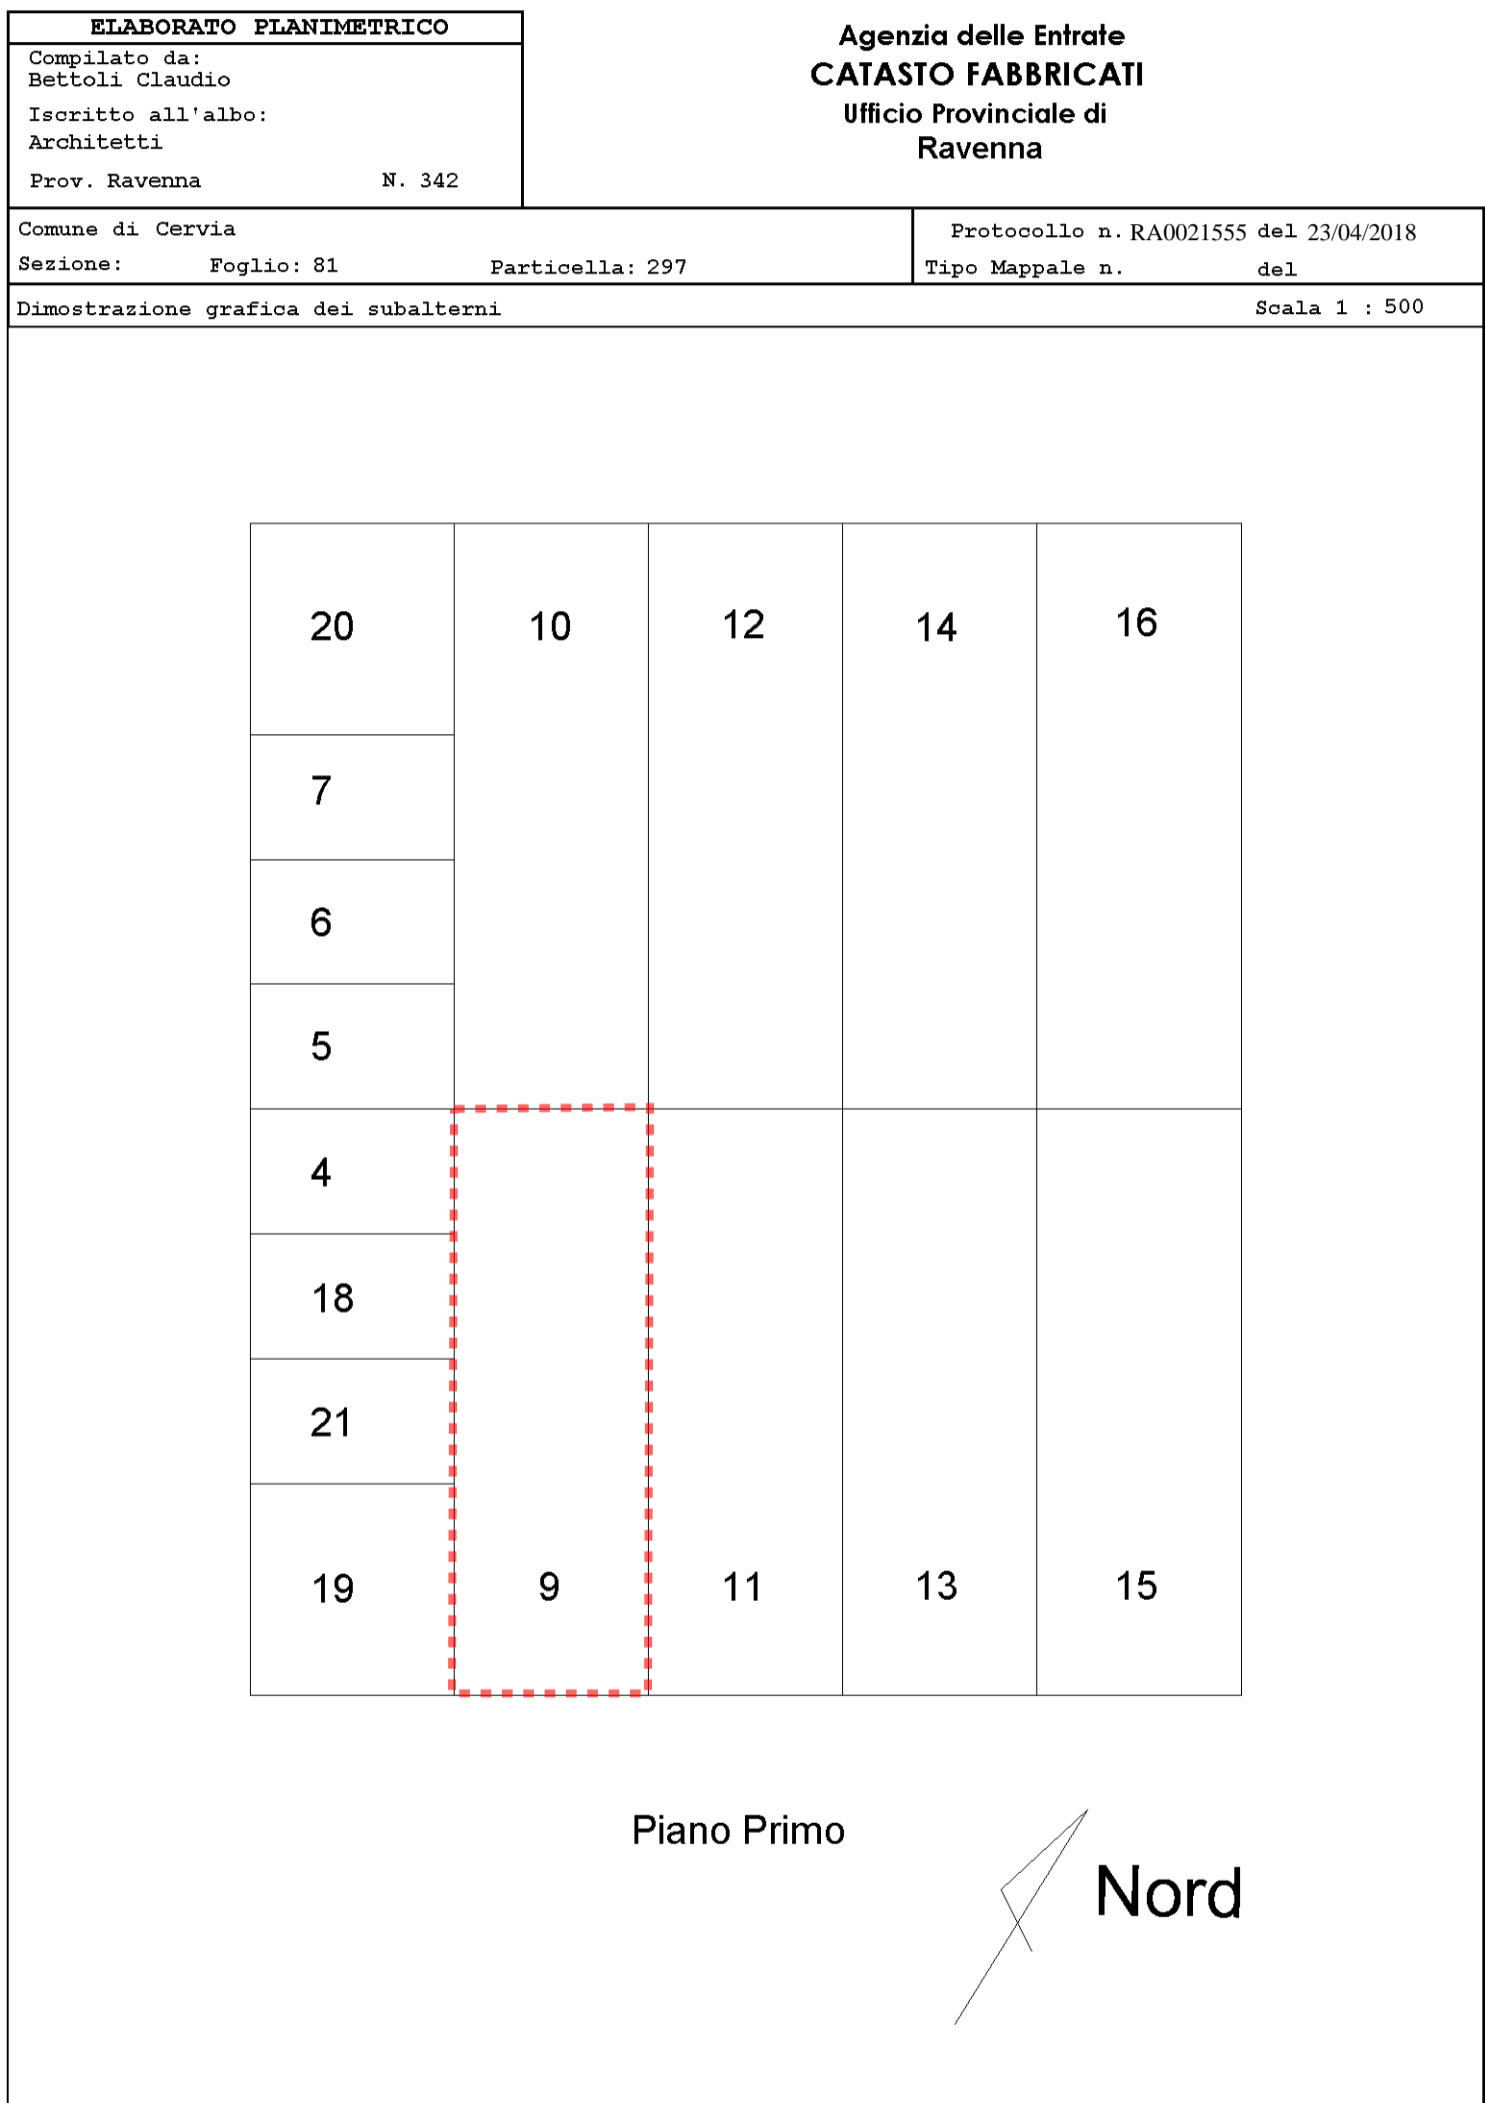 ELABORATO PLANIMETRICO
Compilato da:
Bettoli Claudio
Iscritto all'albo:
Architetti
Prov. Ravenna N. 342
Agenzia delle Entrate
CATASTO FABBRICATI
Ufficio Provinciale di
Ravenna
Comune di Cervia
Sezione: Foglio: 81 Particella: 297
Protocollo n. RA0021555 del 23/04/2018
Tipo Mappale n. del
Dimostrazione grafica dei subalterni Scala 1 : 500
20 10 12 14 16
7
6
5
4
18
21
19 9 11 13 15
Piano Primo
Nord